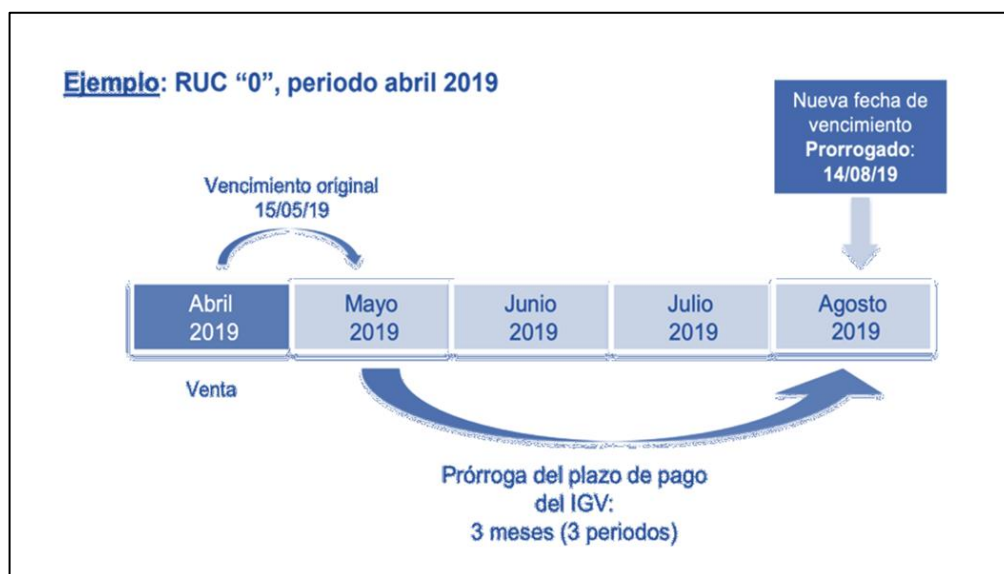 Ejemplo: RUC “0”, periodo abril 2019
Nueva fecha de
vencimiento
Prorrogado:
14/08/19
Vencimiento original
15/05/19
Abril
2019
Mayo
2019
Junio
2019
Julio
2019
Agosto
2019
Venta
Prórroga del plazo de pago
del IGV:
3 meses (3 periodos)